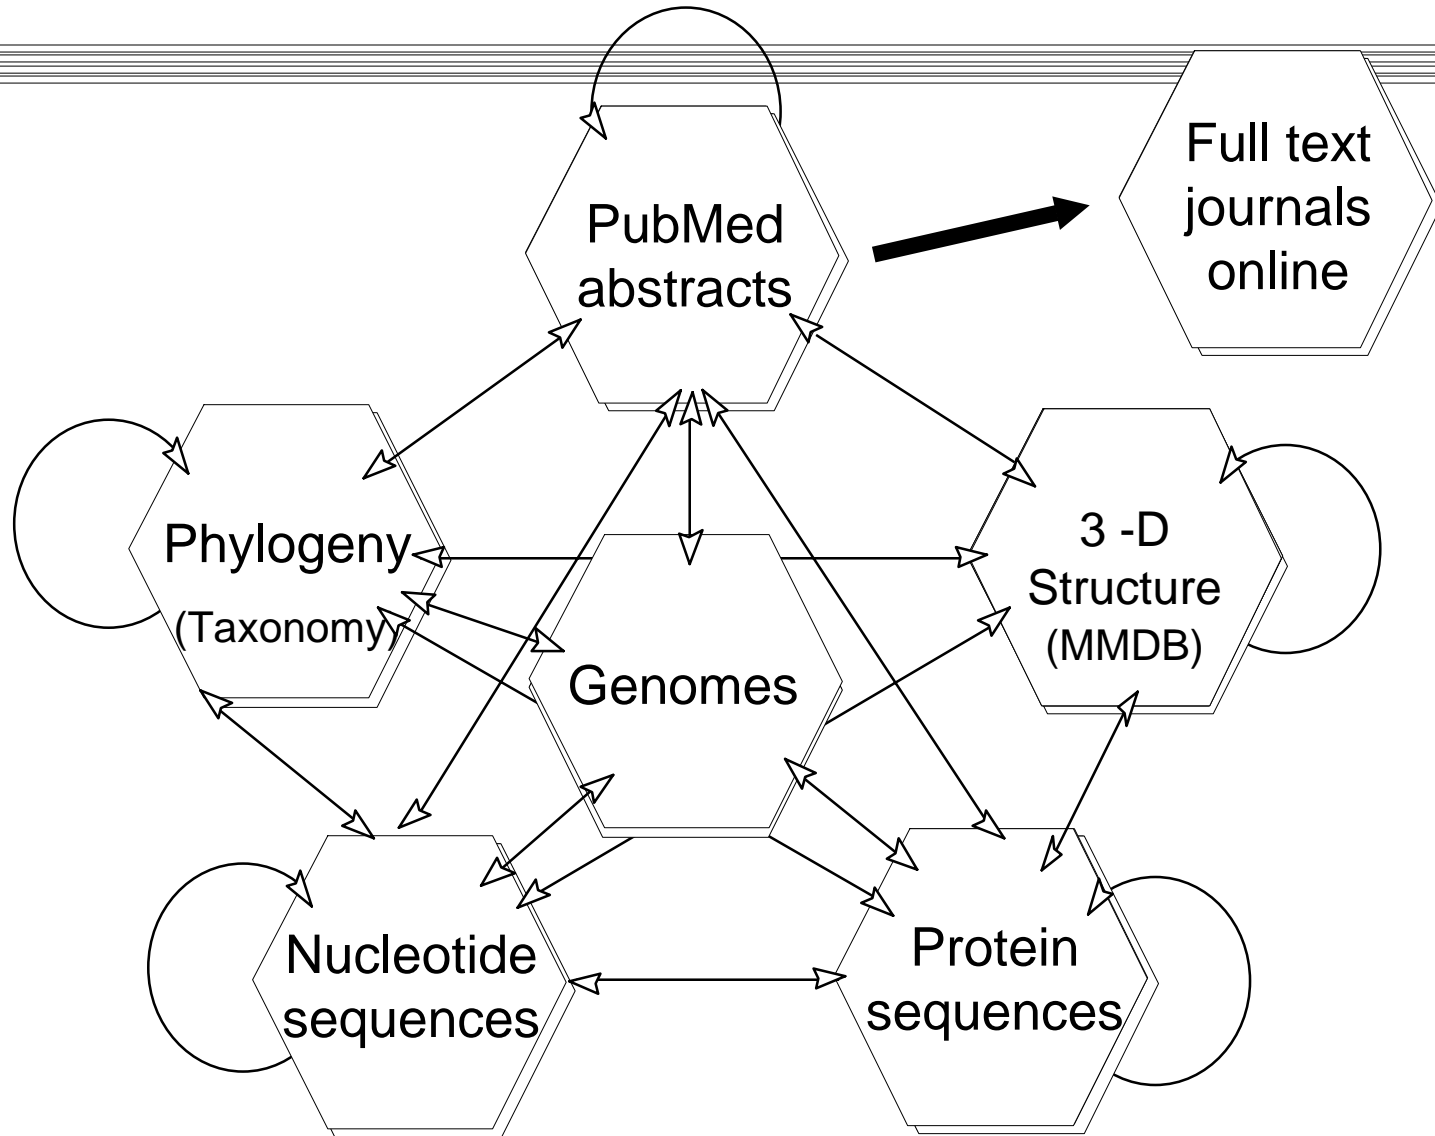 Full text
journals
online
PubMed
abstracts
Phylogeny
(Taxonomy)
3 -D
Structure
(MMDB)
Genomes
Nucleotide
sequences
Protein
sequences